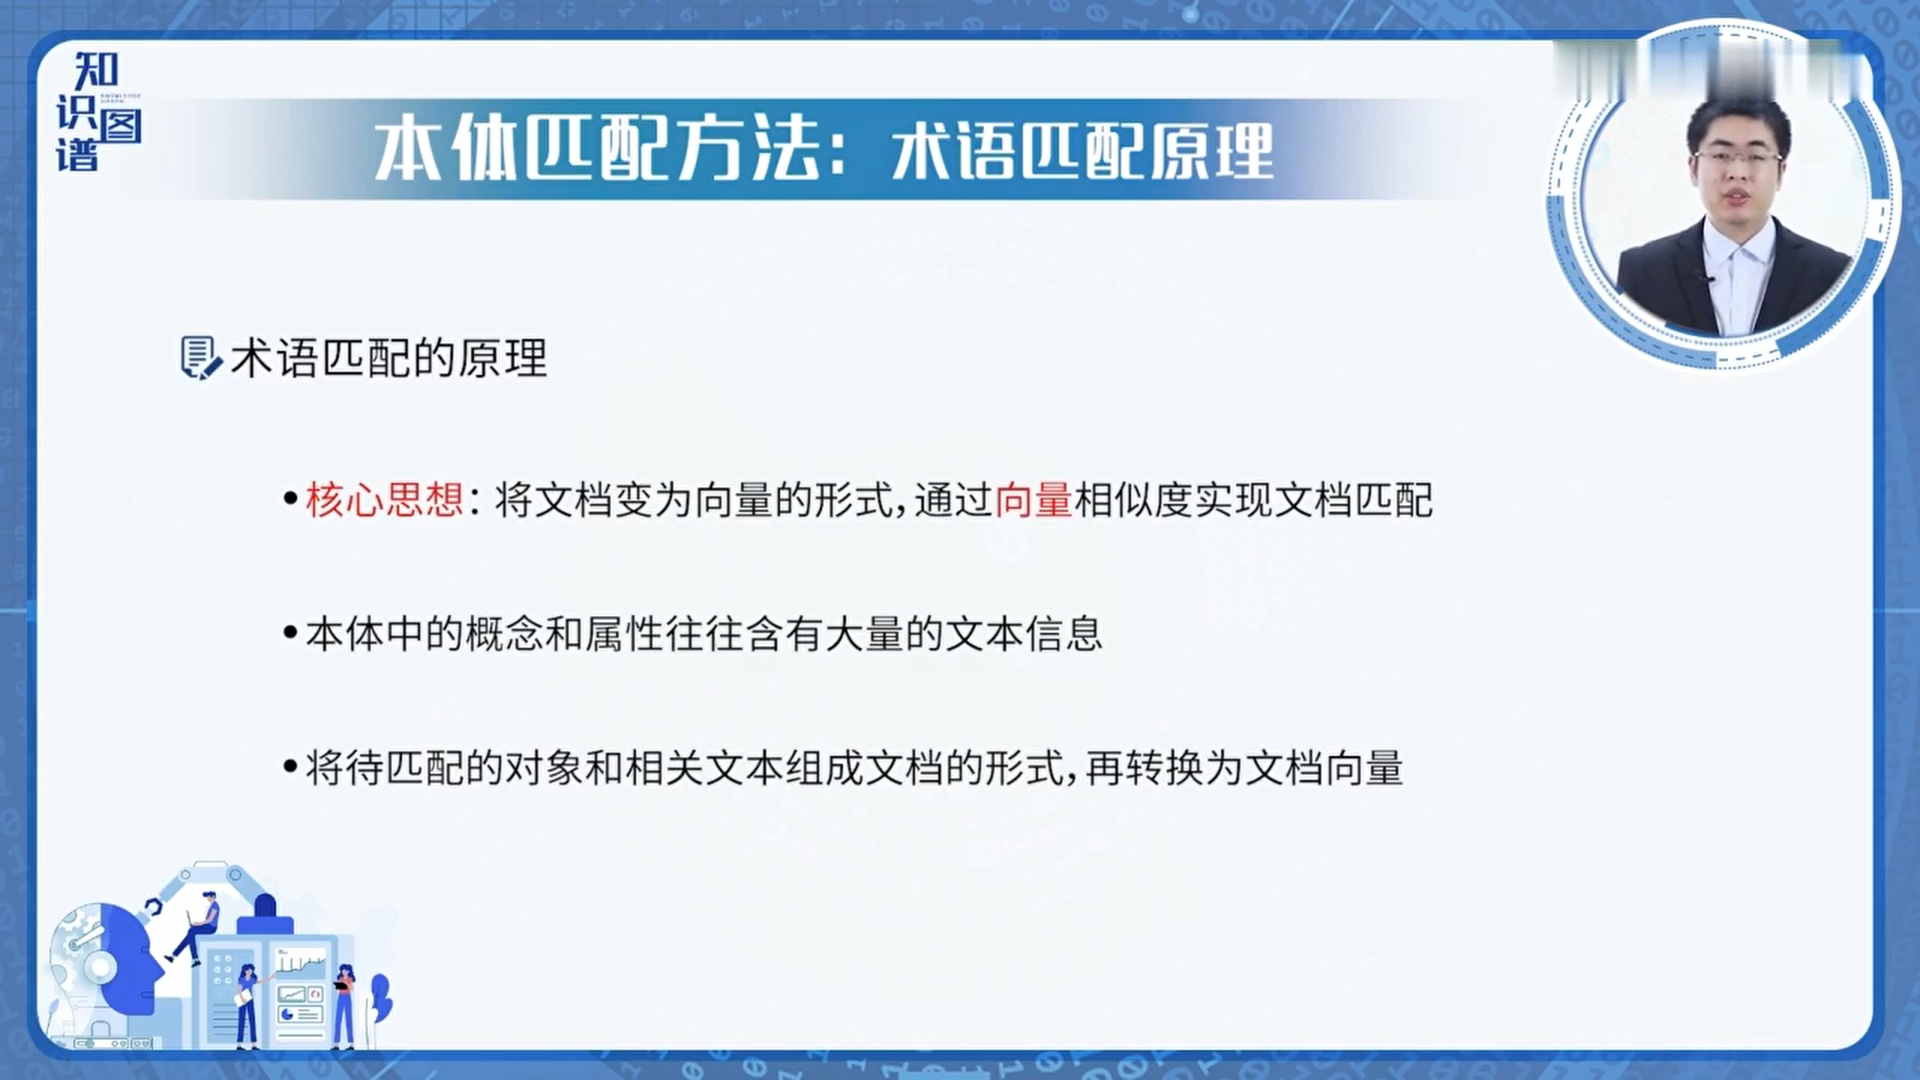 知识图谱
本体匹配方法：术语匹配原理
术语匹配的原理
•核心思想：将文档变为向量的形式，通过向量相似度实现文档匹配
•本体中的概念和属性往往含有大量的文本信息
•将待匹配的对象和相关文本组成文档的形式，再转换为文档向量